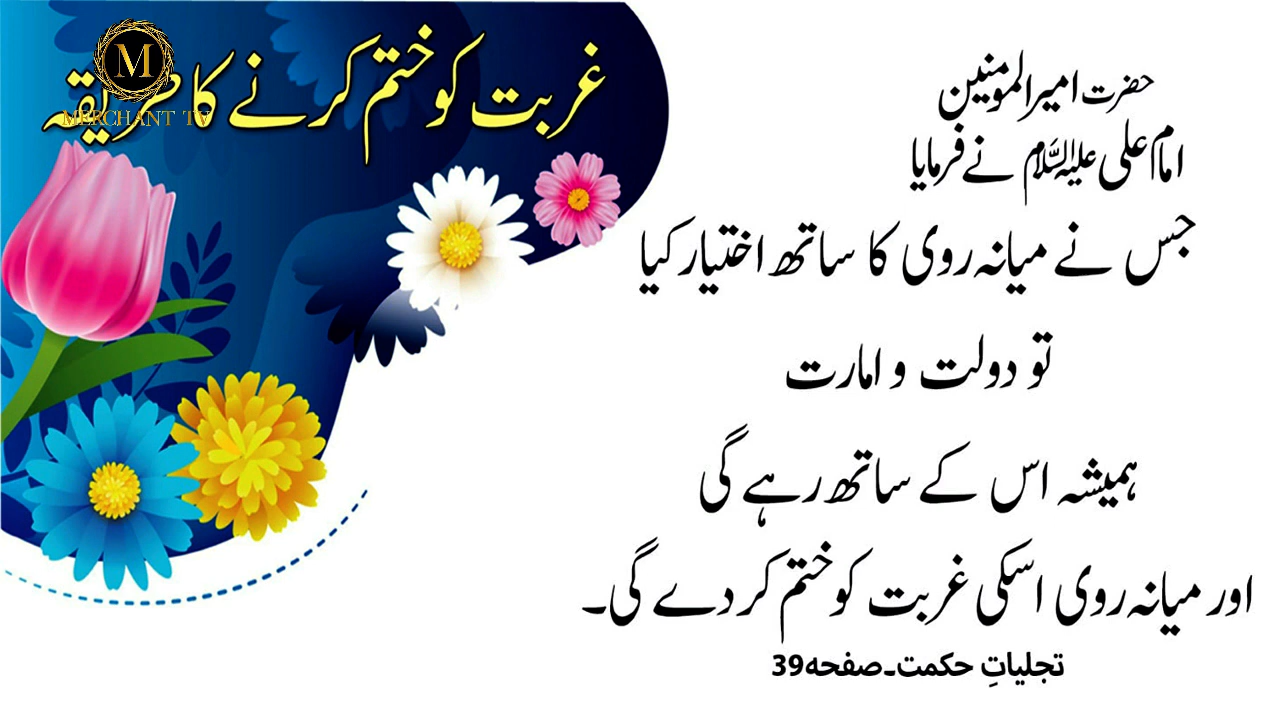 غربت کو ختم کرنے کا طریقہ
M
MERCHANT TV
حضرت امیرالمومنین
امام علی علیہ السلام نے فرمایا
جس نے میانہ روی کا ساتھ اختیار کیا
تو دولت و امارت
ہمیشہ اس کے ساتھ رہے گی
اور میانہ روی اسکی غربت کو ختم کر دے گی۔
تجلیاتِ حکمت۔صفحہ39